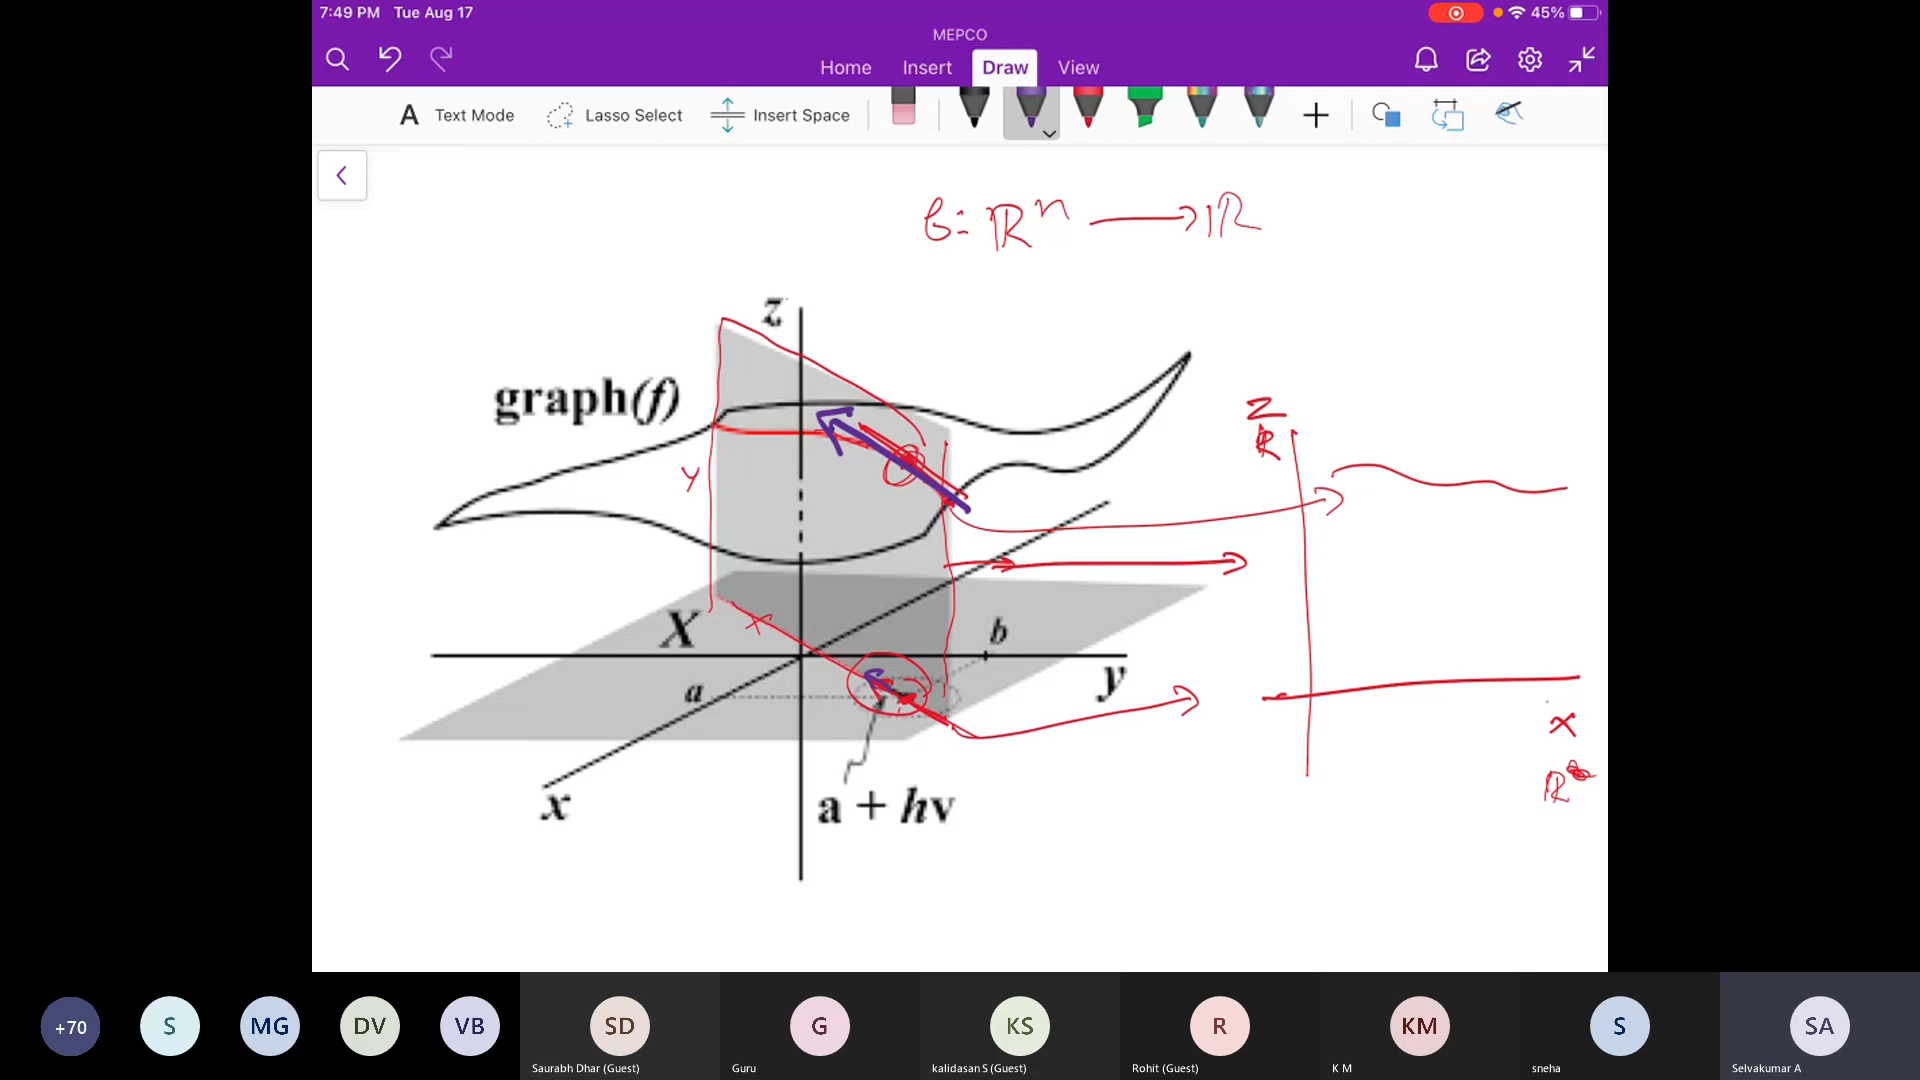 7:49 PM Tue Aug 17
45%
MEPCO
Home Insert Draw View
A Text Mode Lasso Select Insert Space
f: ℝⁿ → ℝ
z
graph(f)
Z
R
y
X
x
b
a
y
x
x
R
a + hv
+70 S MG DV VB SD G KS R KM S SA
Saurabh Dhar (Guest) Guru kalidasan S (Guest) Rohit (Guest) K M sneha Selvakumar A